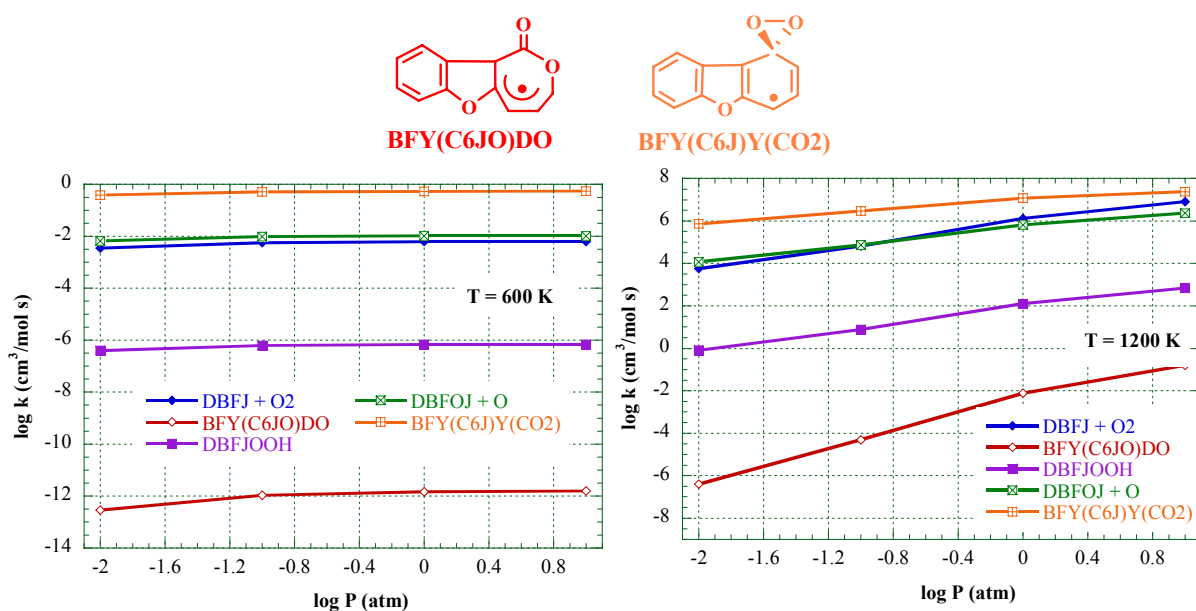 O
O
O
BFY(C6JO)DO
O—O
O
BFY(C6J)Y(CO2)
log k (cm³/mol s)
0
-2
-4
-6
-8
-10
-12
-14
T = 600 K
DBFJ + O2
BFY(C6JO)DO
DBFJOOH
DBFOJ + O
BFY(C6J)Y(CO2)
-2 -1.6 -1.2 -0.8 -0.4 0 0.4 0.8
log P (atm)
log k (cm³/mol s)
8
6
4
2
0
-2
-4
-6
-8
T = 1200 K
DBFJ + O2
BFY(C6JO)DO
DBFJOOH
DBFOJ + O
BFY(C6J)Y(CO2)
-2 -1.6 -1.2 -0.8 -0.4 0 0.4 0.8
log P (atm)